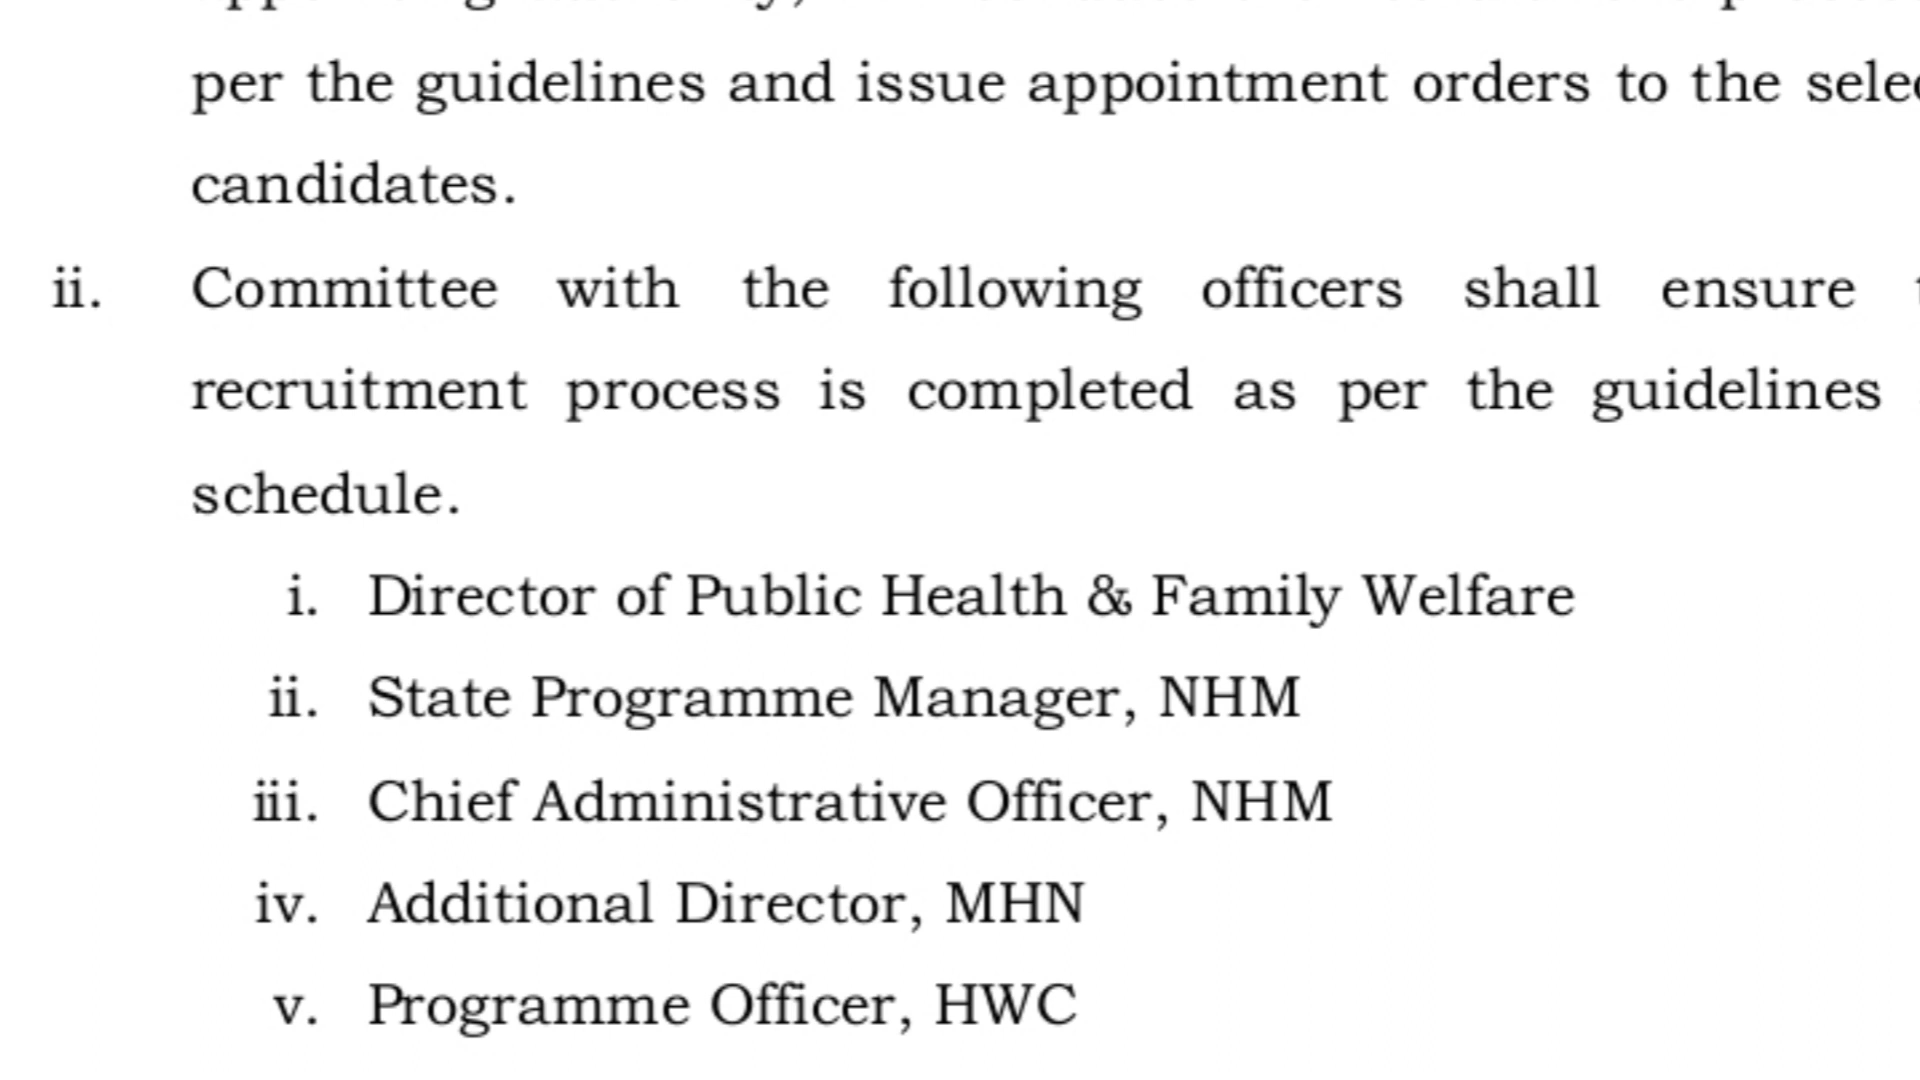 per the guidelines and issue appointment orders to the
candidates.
ii. Committee with the following officers shall ensure
recruitment process is completed as per the guidelines
schedule.
i. Director of Public Health & Family Welfare
ii. State Programme Manager, NHM
iii. Chief Administrative Officer, NHM
iv. Additional Director, MHN
v. Programme Officer, HWC